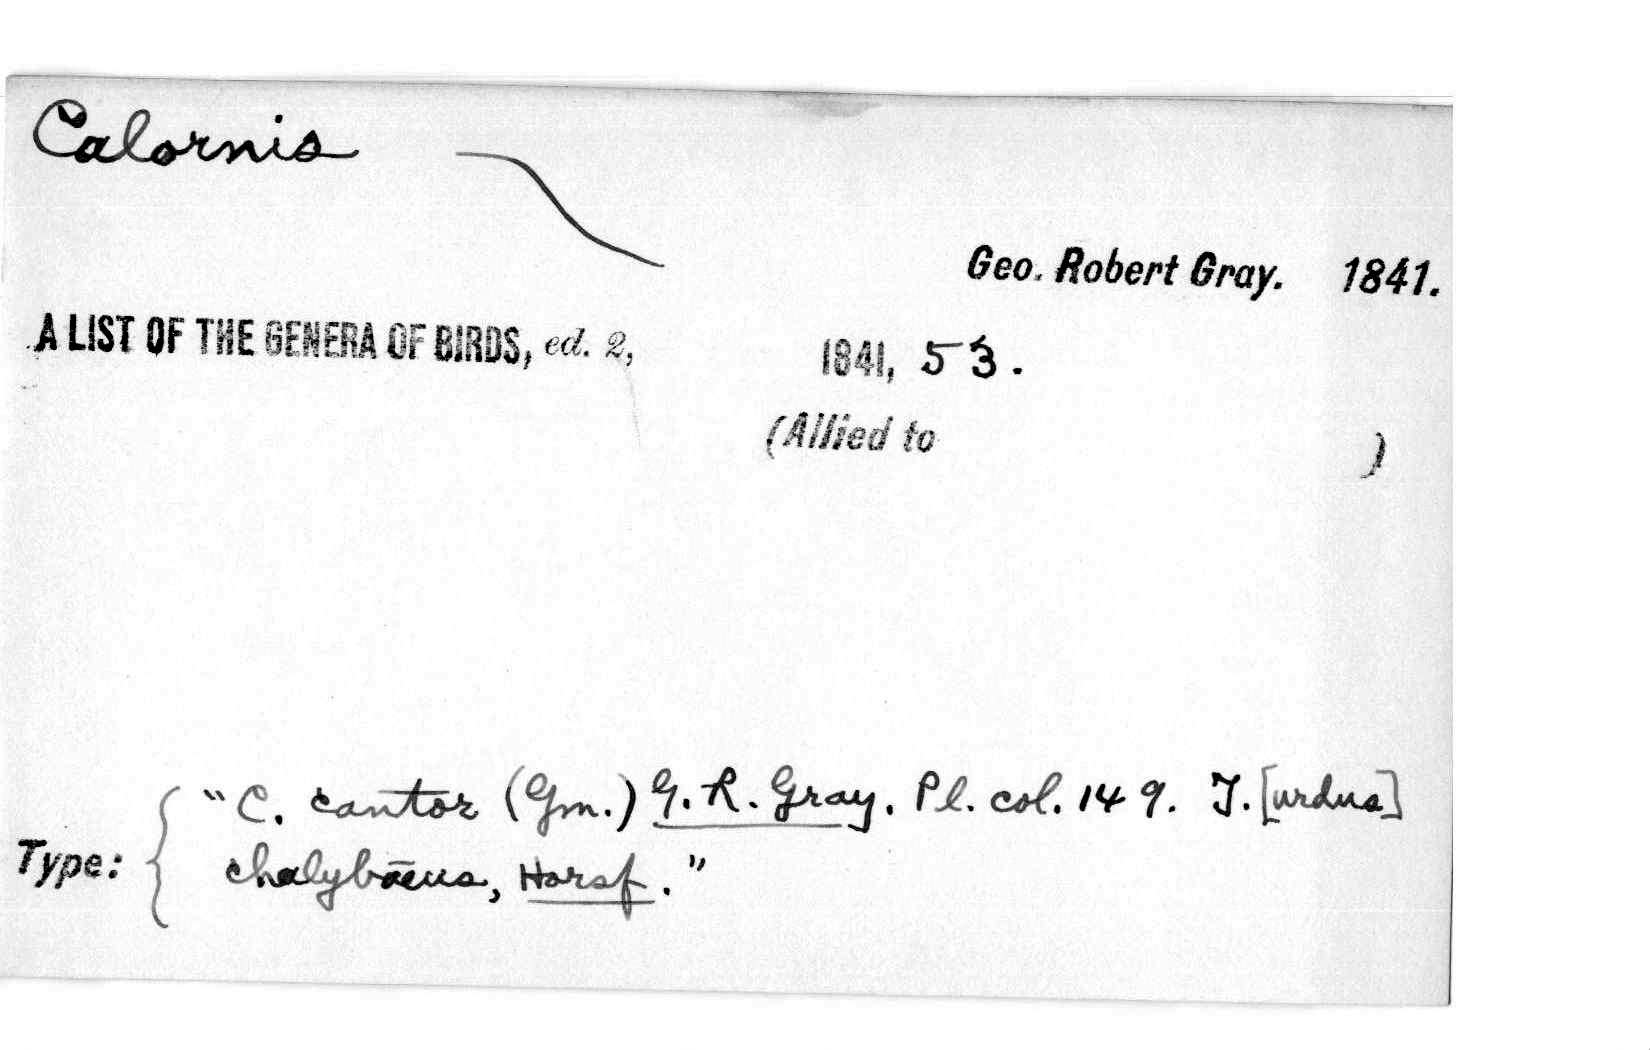 Calornis
Geo. Robert Gray. 1841.
A LIST OF THE GENERA OF BIRDS, ed. 2, 1841, 53.
(Allied to )
"C. cantor (Gm.) G. R. Gray. Pl. col. 149. T. [urdus]
Type: { chalybāeus, Horsf."